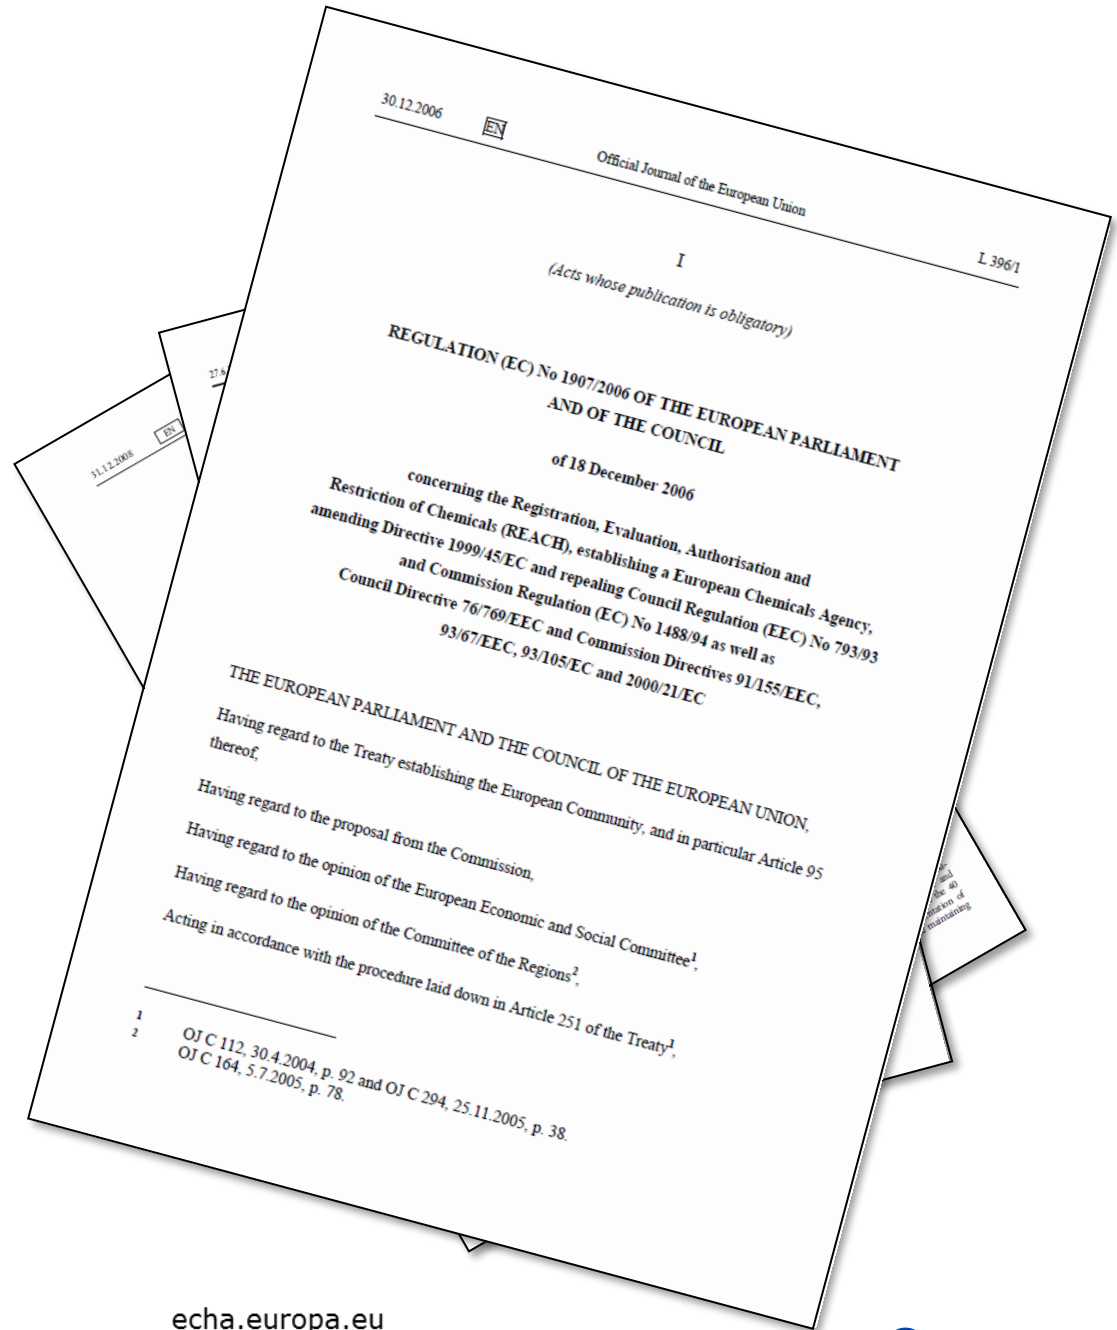 30.12.2006 EN Official Journal of the European Union L 396/1
I
(Acts whose publication is obligatory)
REGULATION (EC) No 1907/2006 OF THE EUROPEAN PARLIAMENT
AND OF THE COUNCIL
of 18 December 2006
concerning the Registration, Evaluation, Authorisation and
Restriction of Chemicals (REACH), establishing a European Chemicals Agency,
amending Directive 1999/45/EC and repealing Council Regulation (EEC) No 793/93
and Commission Regulation (EC) No 1488/94 as well as
Council Directive 76/769/EEC and Commission Directives 91/155/EEC,
93/67/EEC, 93/105/EC and 2000/21/EC
THE EUROPEAN PARLIAMENT AND THE COUNCIL OF THE EUROPEAN UNION,
Having regard to the Treaty establishing the European Community, and in particular Article 95
thereof,
Having regard to the proposal from the Commission,
Having regard to the opinion of the European Economic and Social Committee1,
Having regard to the opinion of the Committee of the Regions2,
Acting in accordance with the procedure laid down in Article 251 of the Treaty1,
1 OJ C 112, 30.4.2004, p. 92 and OJ C 294, 25.11.2005, p. 38.
2 OJ C 164, 5.7.2005, p. 78.
27.6
31.12.2008 EN
and
the 40
of
maintaining
echa.europa.eu